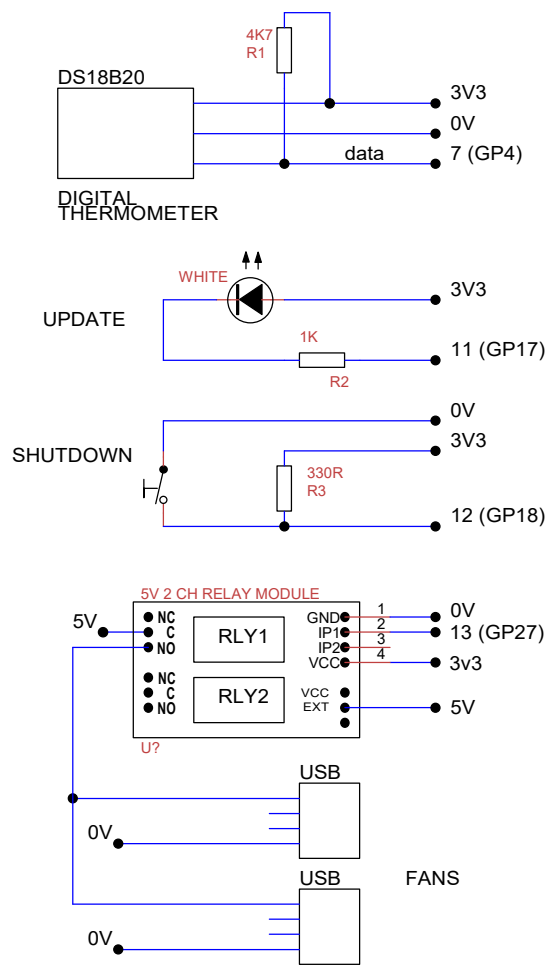 4K7
R1
DS18B20
3V3
0V
data
7 (GP4)
DIGITAL
THERMOMETER
WHITE
3V3
UPDATE
1K
11 (GP17)
R2
0V
3V3
SHUTDOWN
330R
R3
12 (GP18)
5V 2 CH RELAY MODULE
5V
NC
C
NO
RLY1
GND
IP1
IP2
VCC
1
2
3
4
0V
13 (GP27)
3v3
NC
C
NO
RLY2
VCC
EXT
5V
U?
USB
0V
USB
FANS
0V